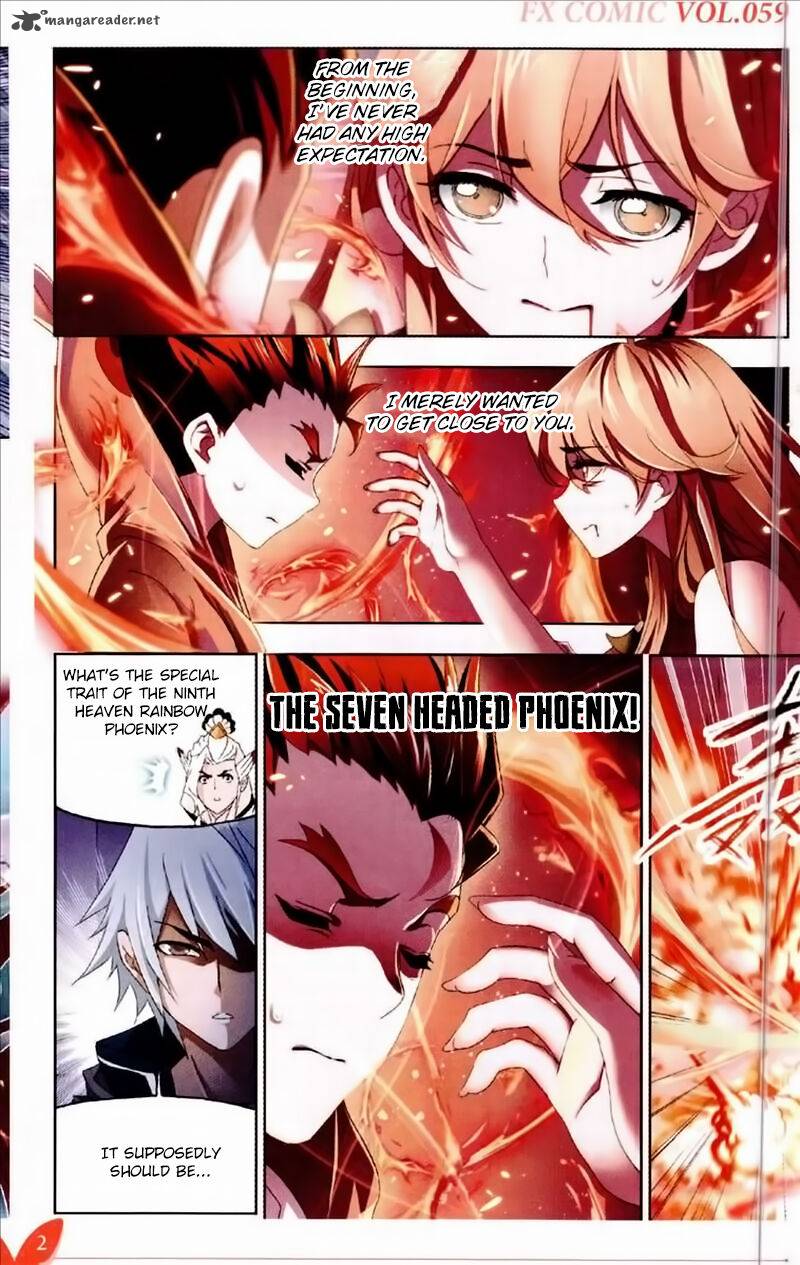 mangareader.net
FX COMIC VOL.059
FROM THE
BEGINNING,
I'VE NEVER
HAD ANY HIGH
EXPECTATION.
I MERELY WANTED
TO GET CLOSE TO YOU.
WHAT'S THE SPECIAL
TRAIT OF THE NINTH
HEAVEN RAINBOW
PHOENIX?
THE SEVEN HEADED PHOENIX!
IT SUPPOSEDLY
SHOULD BE...
2